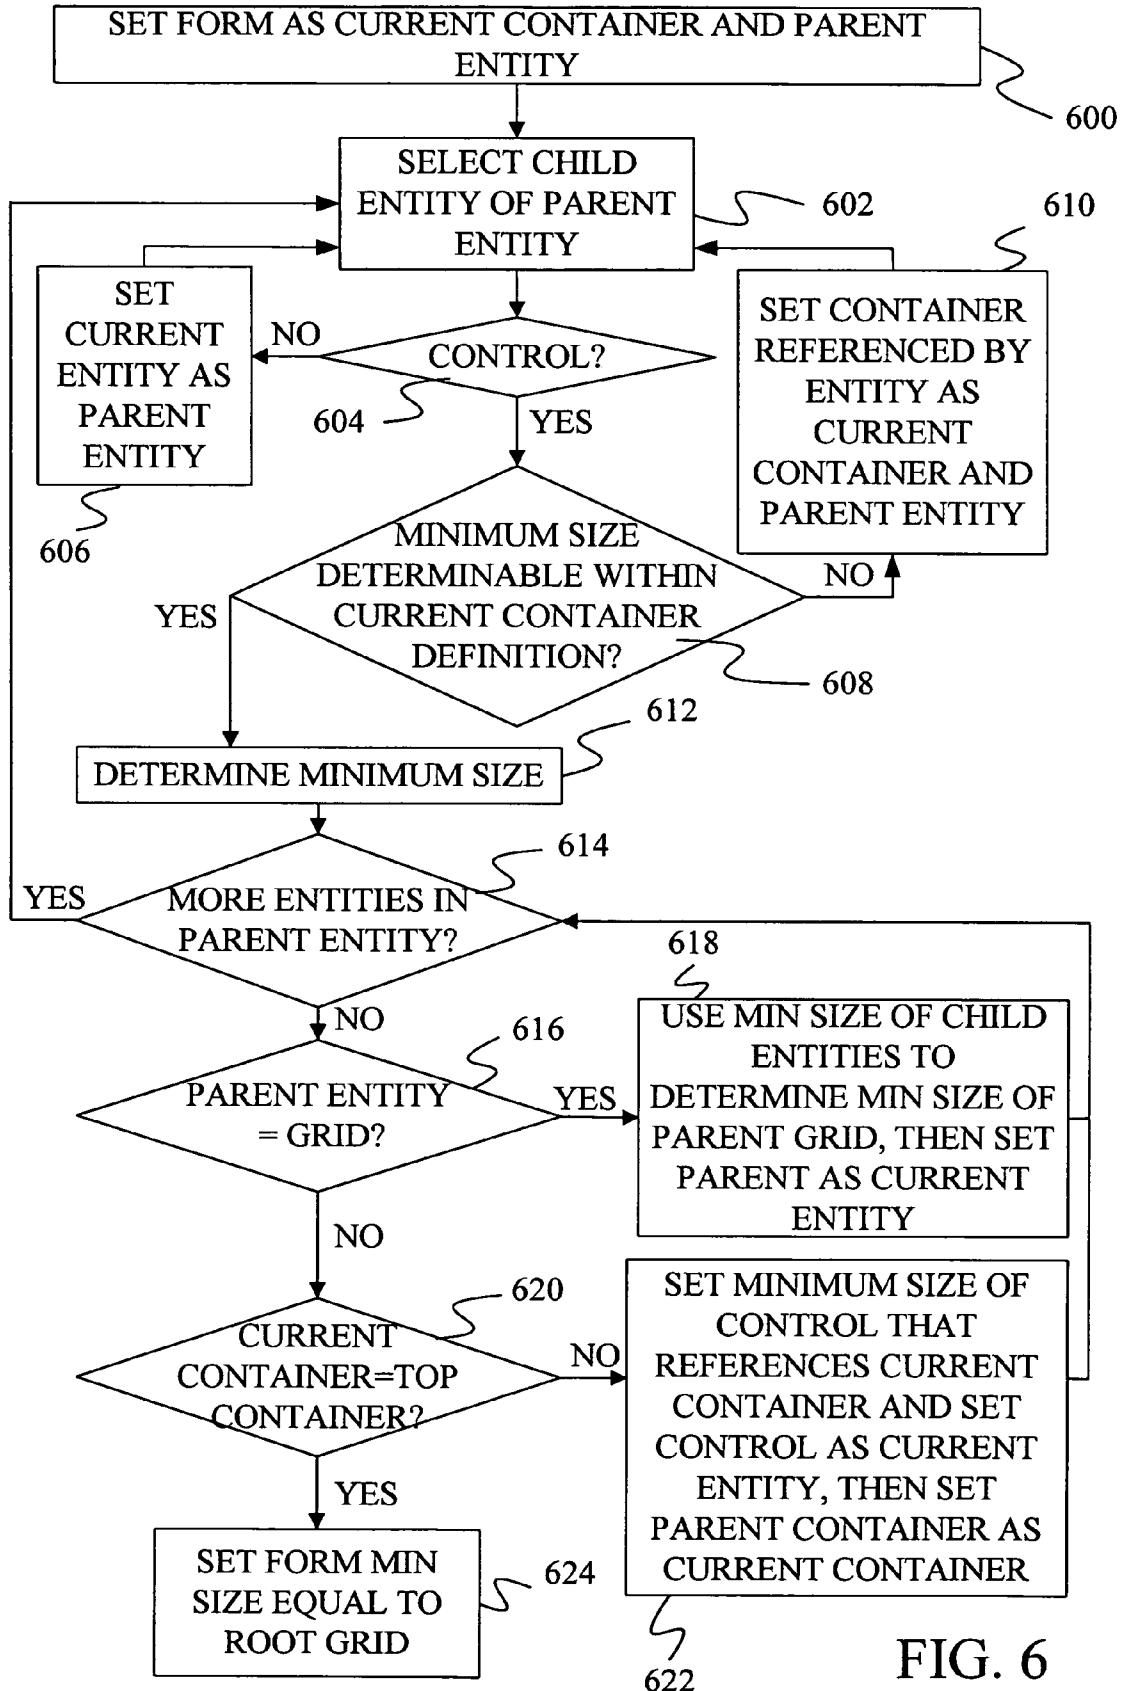 SET FORM AS CURRENT CONTAINER AND PARENT
ENTITY
600
SELECT CHILD
ENTITY OF PARENT
ENTITY
602
610
SET
CURRENT
ENTITY AS
PARENT
ENTITY
606
NO
CONTROL?
604
YES
SET CONTAINER
REFERENCED BY
ENTITY AS
CURRENT
CONTAINER AND
PARENT ENTITY
MINIMUM SIZE
DETERMINABLE WITHIN
CURRENT CONTAINER
DEFINITION?
NO
YES
608
612
DETERMINE MINIMUM SIZE
614
YES
MORE ENTITIES IN
PARENT ENTITY?
NO
616
618
PARENT ENTITY
= GRID?
YES
USE MIN SIZE OF CHILD
ENTITIES TO
DETERMINE MIN SIZE OF
PARENT GRID, THEN SET
PARENT AS CURRENT
ENTITY
NO
620
CURRENT
CONTAINER=TOP
CONTAINER?
NO
SET MINIMUM SIZE OF
CONTROL THAT
REFERENCES CURRENT
CONTAINER AND SET
CONTROL AS CURRENT
ENTITY, THEN SET
PARENT CONTAINER AS
CURRENT CONTAINER
YES
SET FORM MIN
SIZE EQUAL TO
ROOT GRID
624
622
FIG. 6